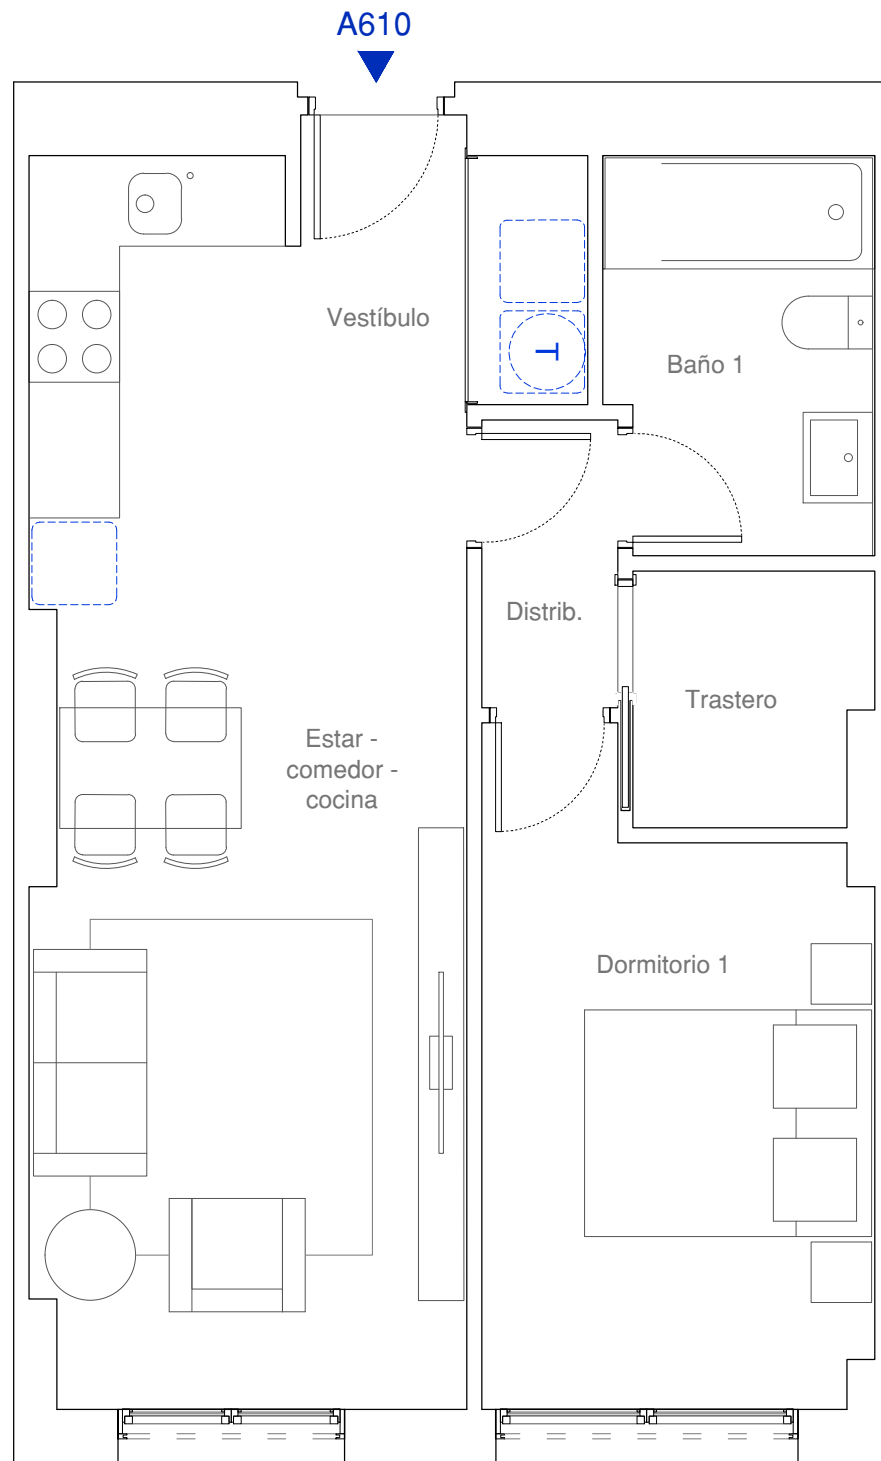 A610
Vestíbulo
T
Baño 1
Distrib.
Trastero
Estar -
comedor -
cocina
Dormitorio 1